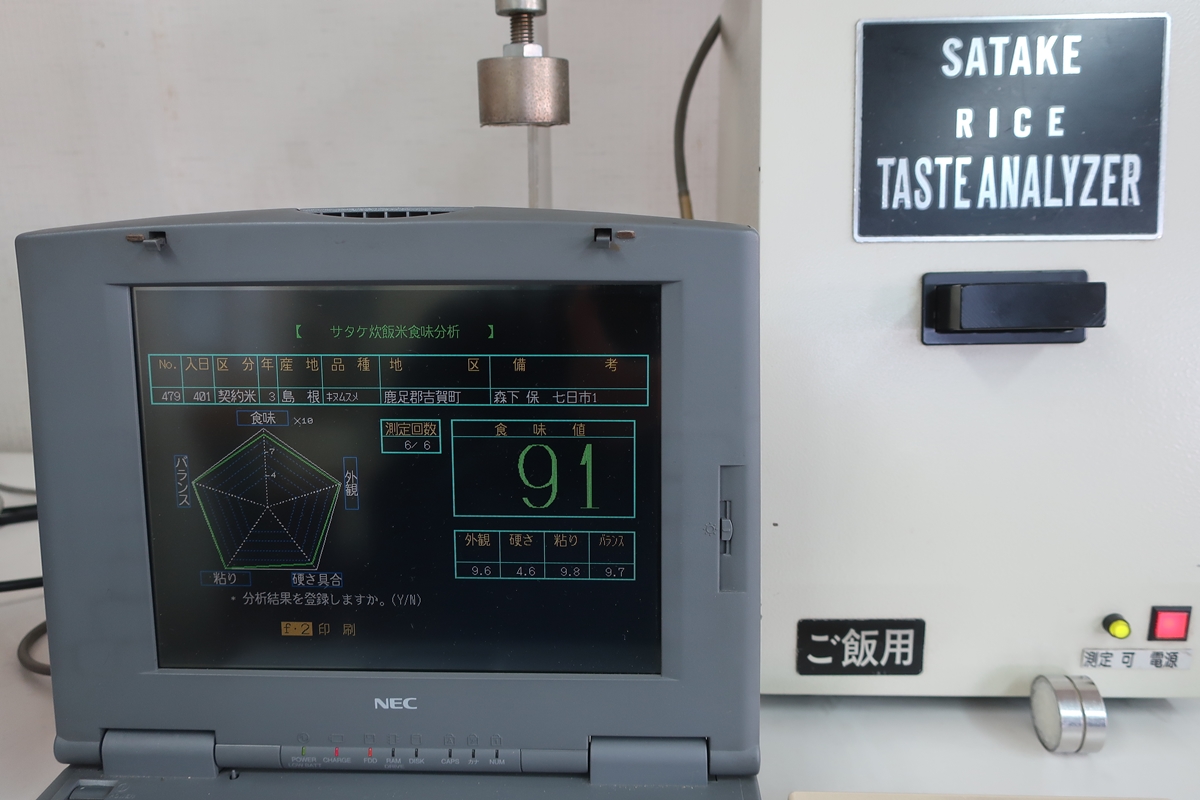 SATAKE
RICE
TASTE ANALYZER
【 サタケ炊飯米食味分析 】
No. 入日 区分 年 産地 品種 地区 備考
479 401 契約米 3 島根 ｷﾇﾑｽﾒ 鹿足郡吉賀町 森下 保 七日市1
食味 X10
7
4
バランス
外観
粘り
硬さ具合
測定回数
6/ 6
食味値
91
外観 硬さ 粘り ﾊﾞﾗﾝｽ
9.6 4.6 9.8 9.7
* 分析結果を登録しますか。(Y/N)
f・2 印 刷
NEC
POWER CHARGE FDD RAM DISK CAPS カナ NUM
ご飯用
測定 可 電源